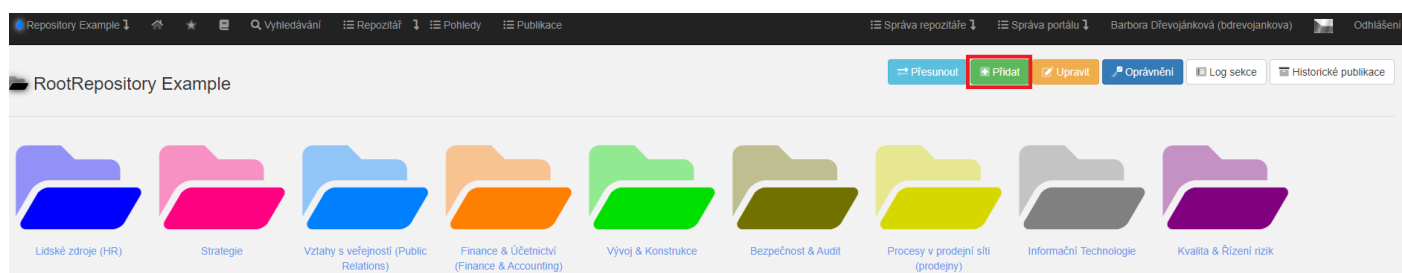 Repository Example Vyhledávání Repozitář Pohledy Publikace Správa repozitáře Správa portálu Barbora Dřevojánková (bdrevojankova) Odhlášení
RootRepository Example Přesunout Přidat Upravit Oprávnění Log sekce Historické publikace
Lidské zdroje (HR) Strategie Vztahy s veřejností (Public Finance & Účetnictví Vývoj & Konstrukce Bezpečnost & Audit Procesy v prodejní síti Informační Technologie Kvalita & Řízení rizik
Relations) (Finance & Accounting) (prodejny)